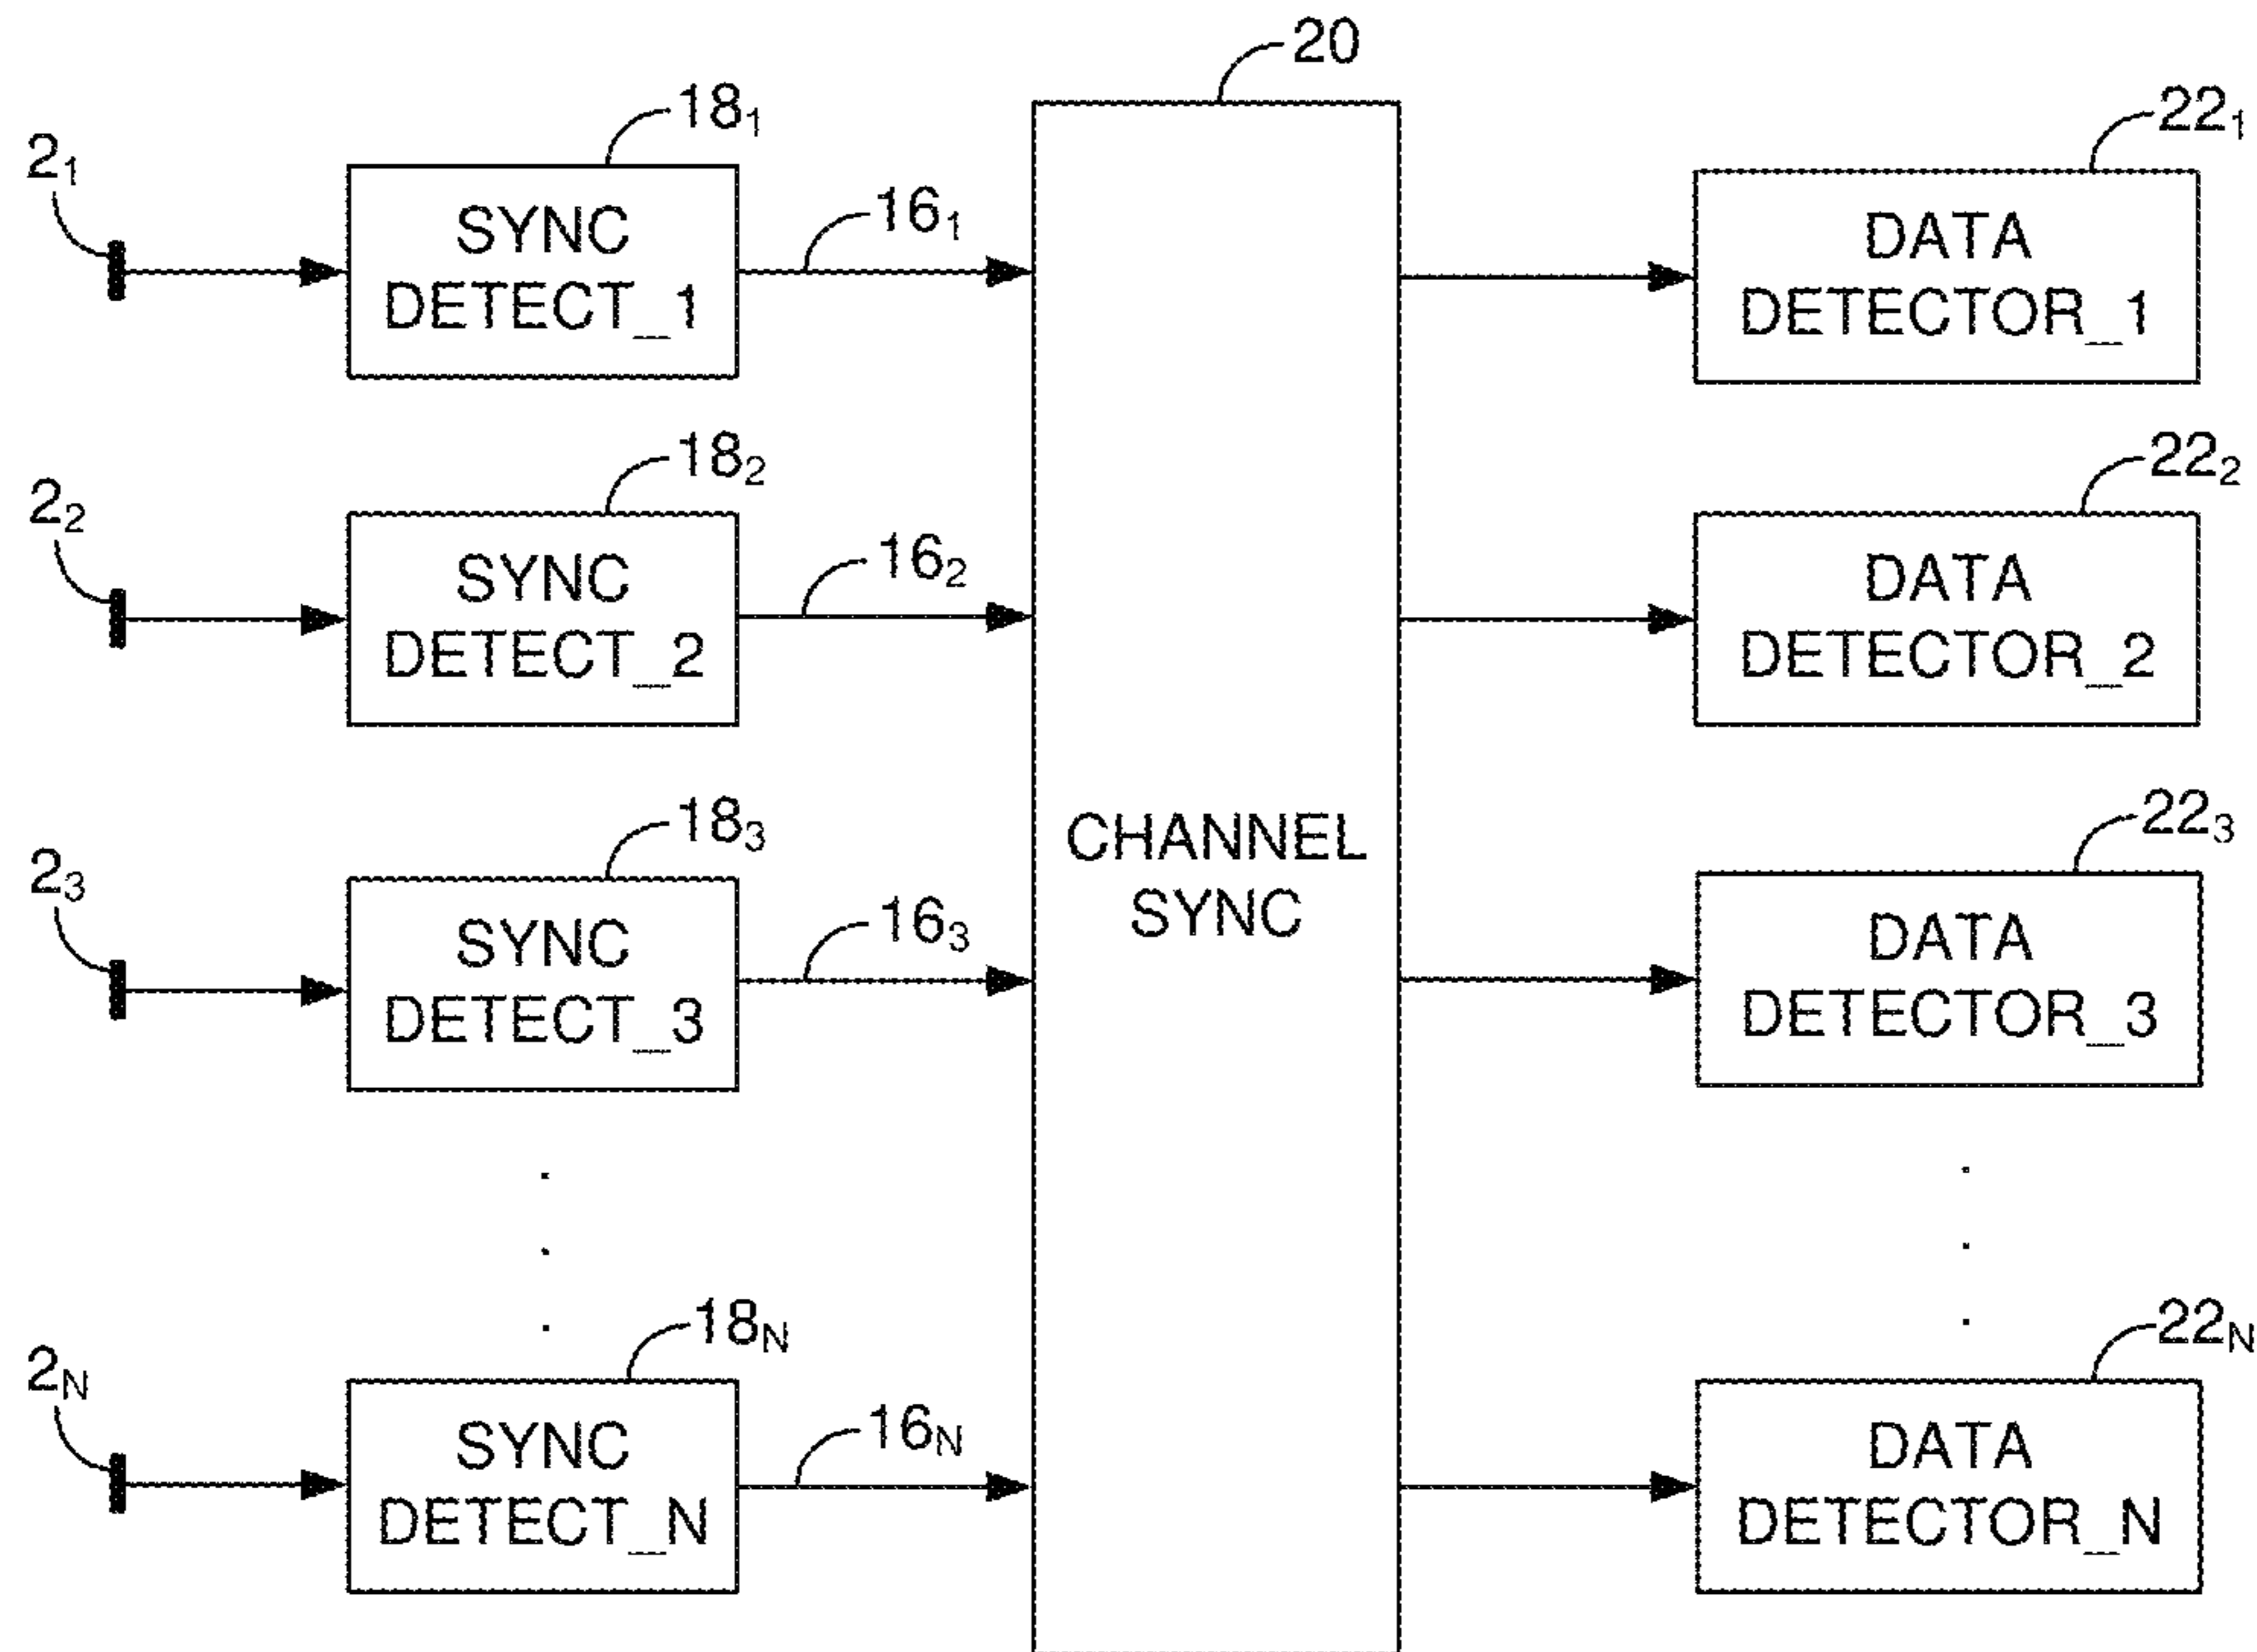 20
18₁
22₁
2₁
SYNC
DETECT_1
16₁
DATA
DETECTOR_1
18₂
22₂
2₂
SYNC
DETECT_2
16₂
DATA
DETECTOR_2
18₃
22₃
2₃
SYNC
DETECT_3
16₃
CHANNEL
SYNC
DATA
DETECTOR_3
18N
22N
2N
SYNC
DETECT_N
16N
DATA
DETECTOR_N